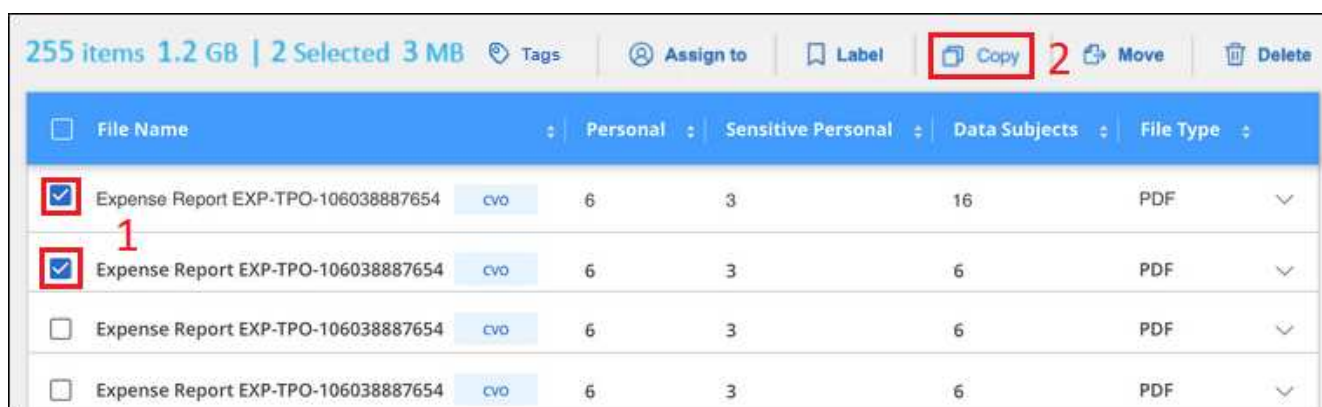 255 items 1.2 GB | 2 Selected 3 MB Tags Assign to Label Copy 2 Move Delete
File Name Personal Sensitive Personal Data Subjects File Type
Expense Report EXP-TPO-106038887654 CVO 6 3 16 PDF
1
Expense Report EXP-TPO-106038887654 CVO 6 3 6 PDF
Expense Report EXP-TPO-106038887654 CVO 6 3 6 PDF
Expense Report EXP-TPO-106038887654 CVO 6 3 6 PDF